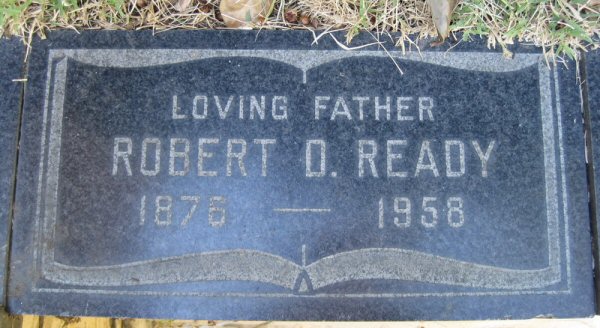 LOVING FATHER
ROBERT D. READY
1876 — 1958